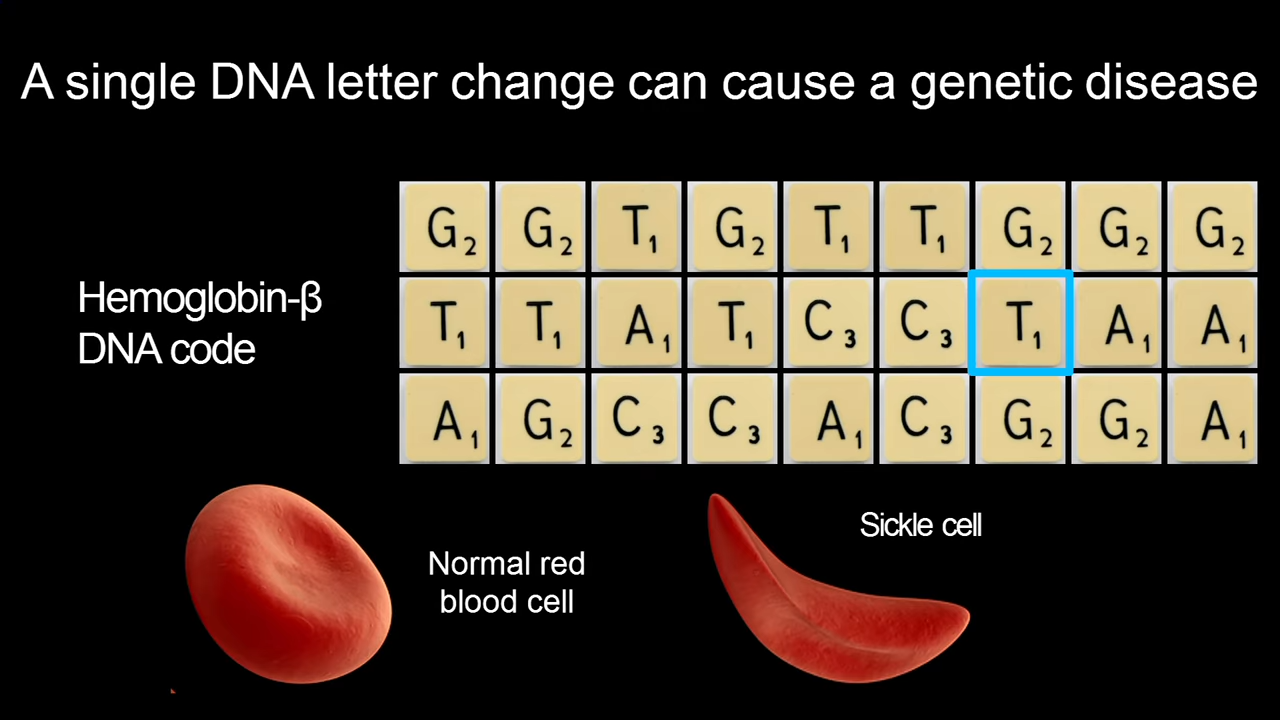 A single DNA letter change can cause a genetic disease
G2 G2 T1 G2 T1 T1 G2 G2 G2
Hemoglobin-β
DNA code
T1 T1 A1 T1 C3 C3 T1 A1 A1
A1 G2 C3 C3 A1 C3 G2 G2 A1
Normal red
blood cell
Sickle cell